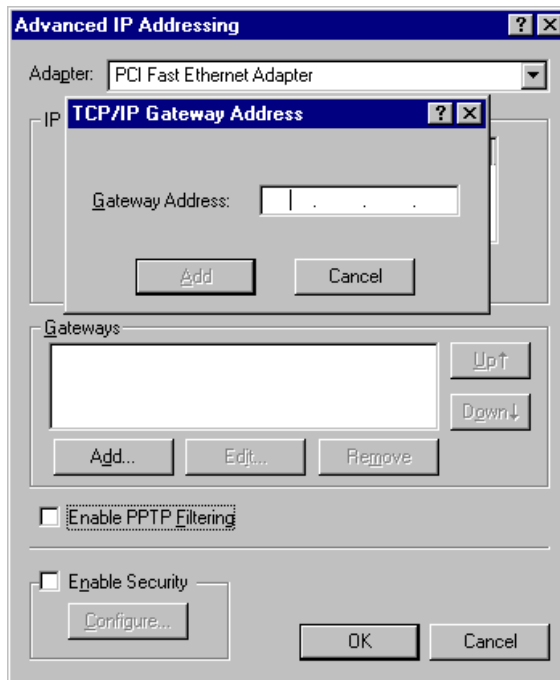 Advanced IP Addressing
Adapter: PCI Fast Ethernet Adapter
IP
TCP/IP Gateway Address
Gateway Address: . . .
Add Cancel
Gateways
Up↑
Down↓
Add... Edit... Remove
Enable PPTP Filtering
Enable Security
Configure...
OK Cancel